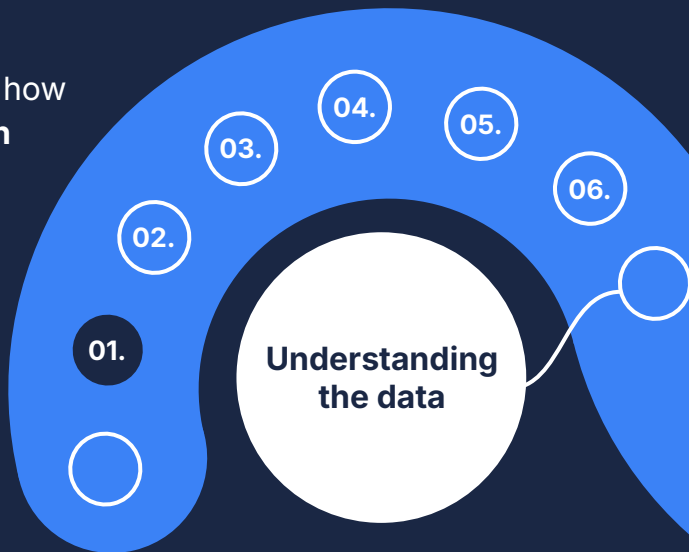 how
04.
05.
03.
06.
02.
01.
Understanding
the data